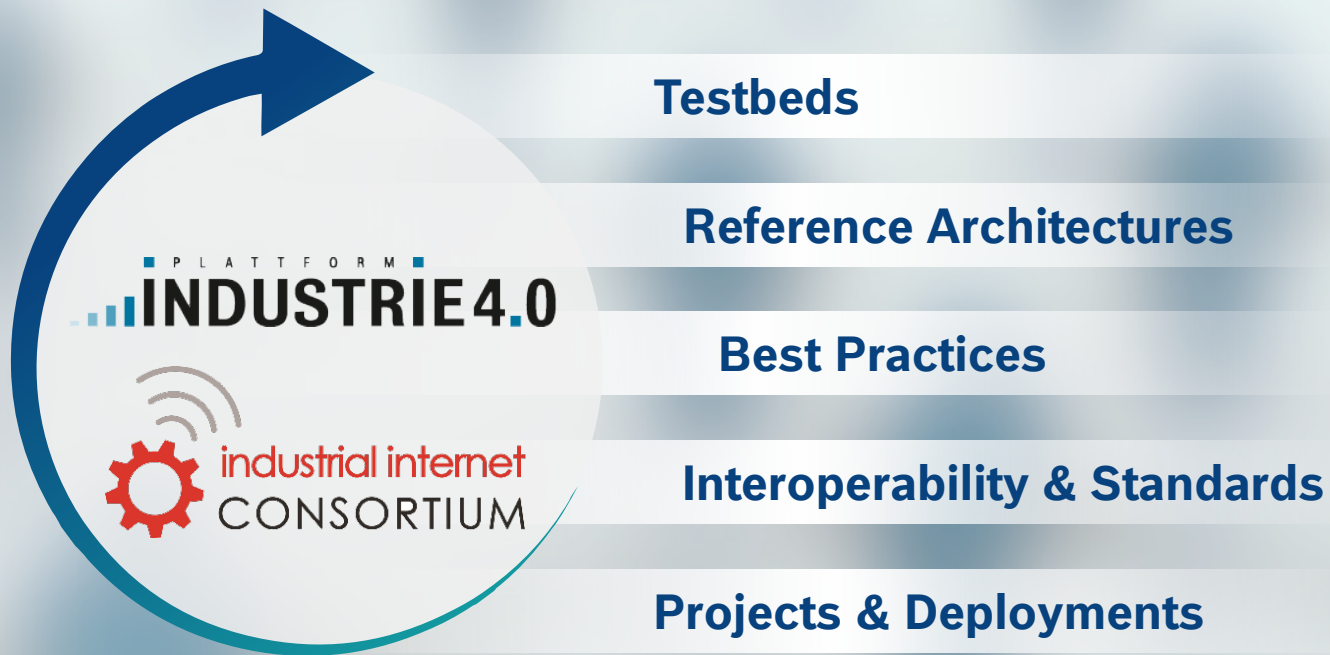 PLATTFORM
INDUSTRIE4.0
industrial internet
CONSORTIUM
Testbeds
Reference Architectures
Best Practices
Interoperability & Standards
Projects & Deployments